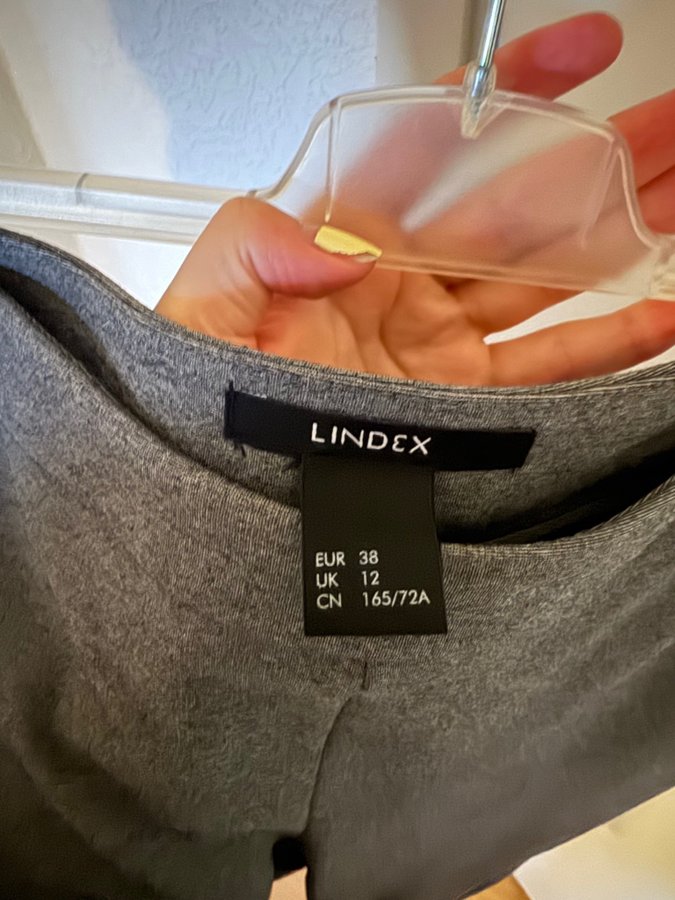 LINDEX
EUR 38
UK 12
CN 165/72A